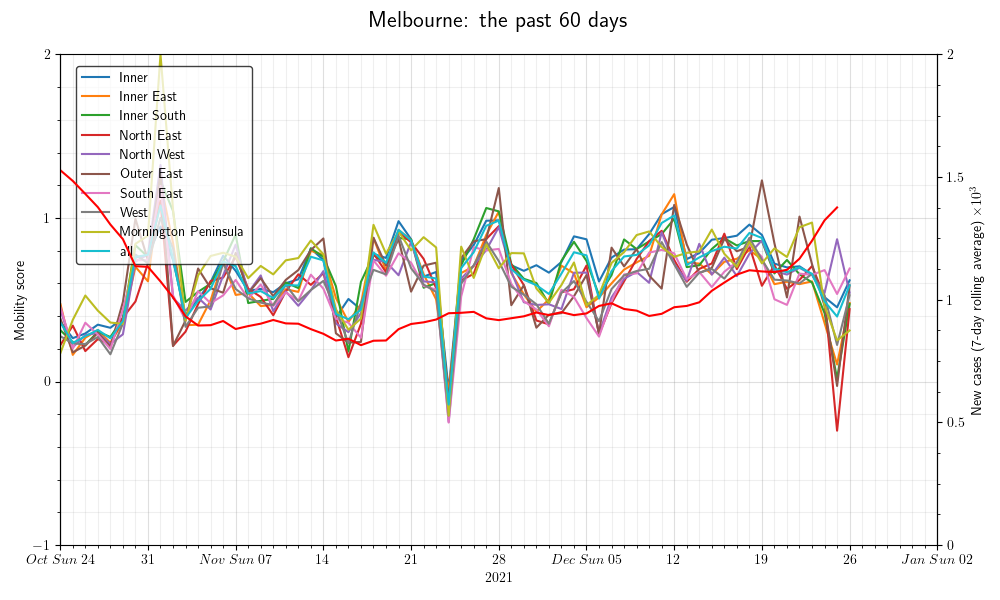 Melbourne: the past 60 days
2
1
0
−1
Mobility score
Inner
Inner East
Inner South
North East
North West
Outer East
South East
West
Mornington Peninsula
all
2
1.5
1
0.5
0
New cases (7-day rolling average) ×10³
Oct Sun 24
31
Nov Sun 07
14
21
28
Dec Sun 05
12
19
26
Jan Sun 02
2021